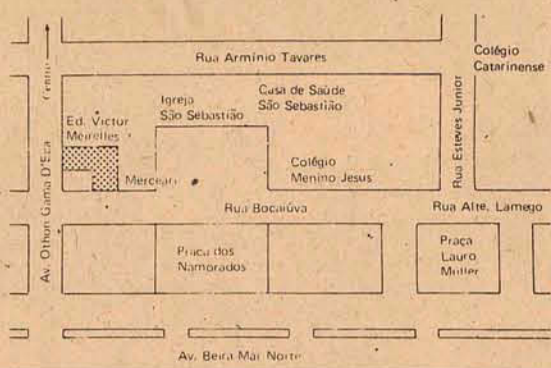 Rua Armínio Tavares
Colégio
Catarinense
Centro
Casa de Saúde
São Sebastião
Igreja
São Sebastião
Ed. Victor
Meirelles
Rua Esteves Junior
Colégio
Menino Jesus
Av. Othon Gama D'Eça
Rua Bocaiúva
Rua Alte. Lamego
Praça dos
Namorados
Praça
Lauro
Müller
Av. Beira Mar Norte